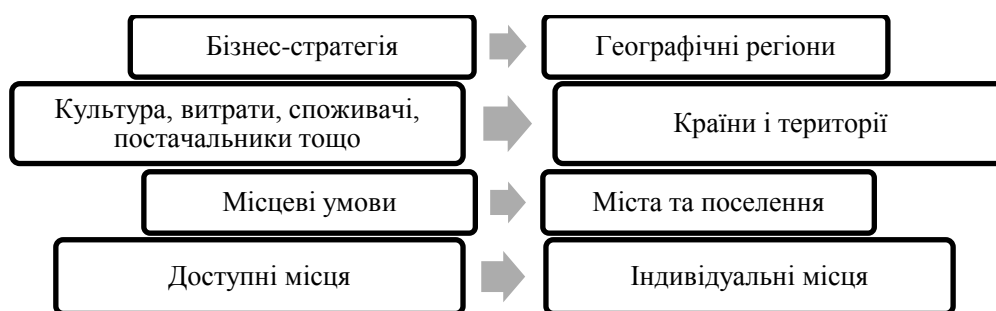 Бізнес-стратегія
Географічні регіони
Культура, витрати, споживачі,
постачальники тощо
Країни і території
Місцеві умови
Міста та поселення
Доступні місця
Індивідуальні місця